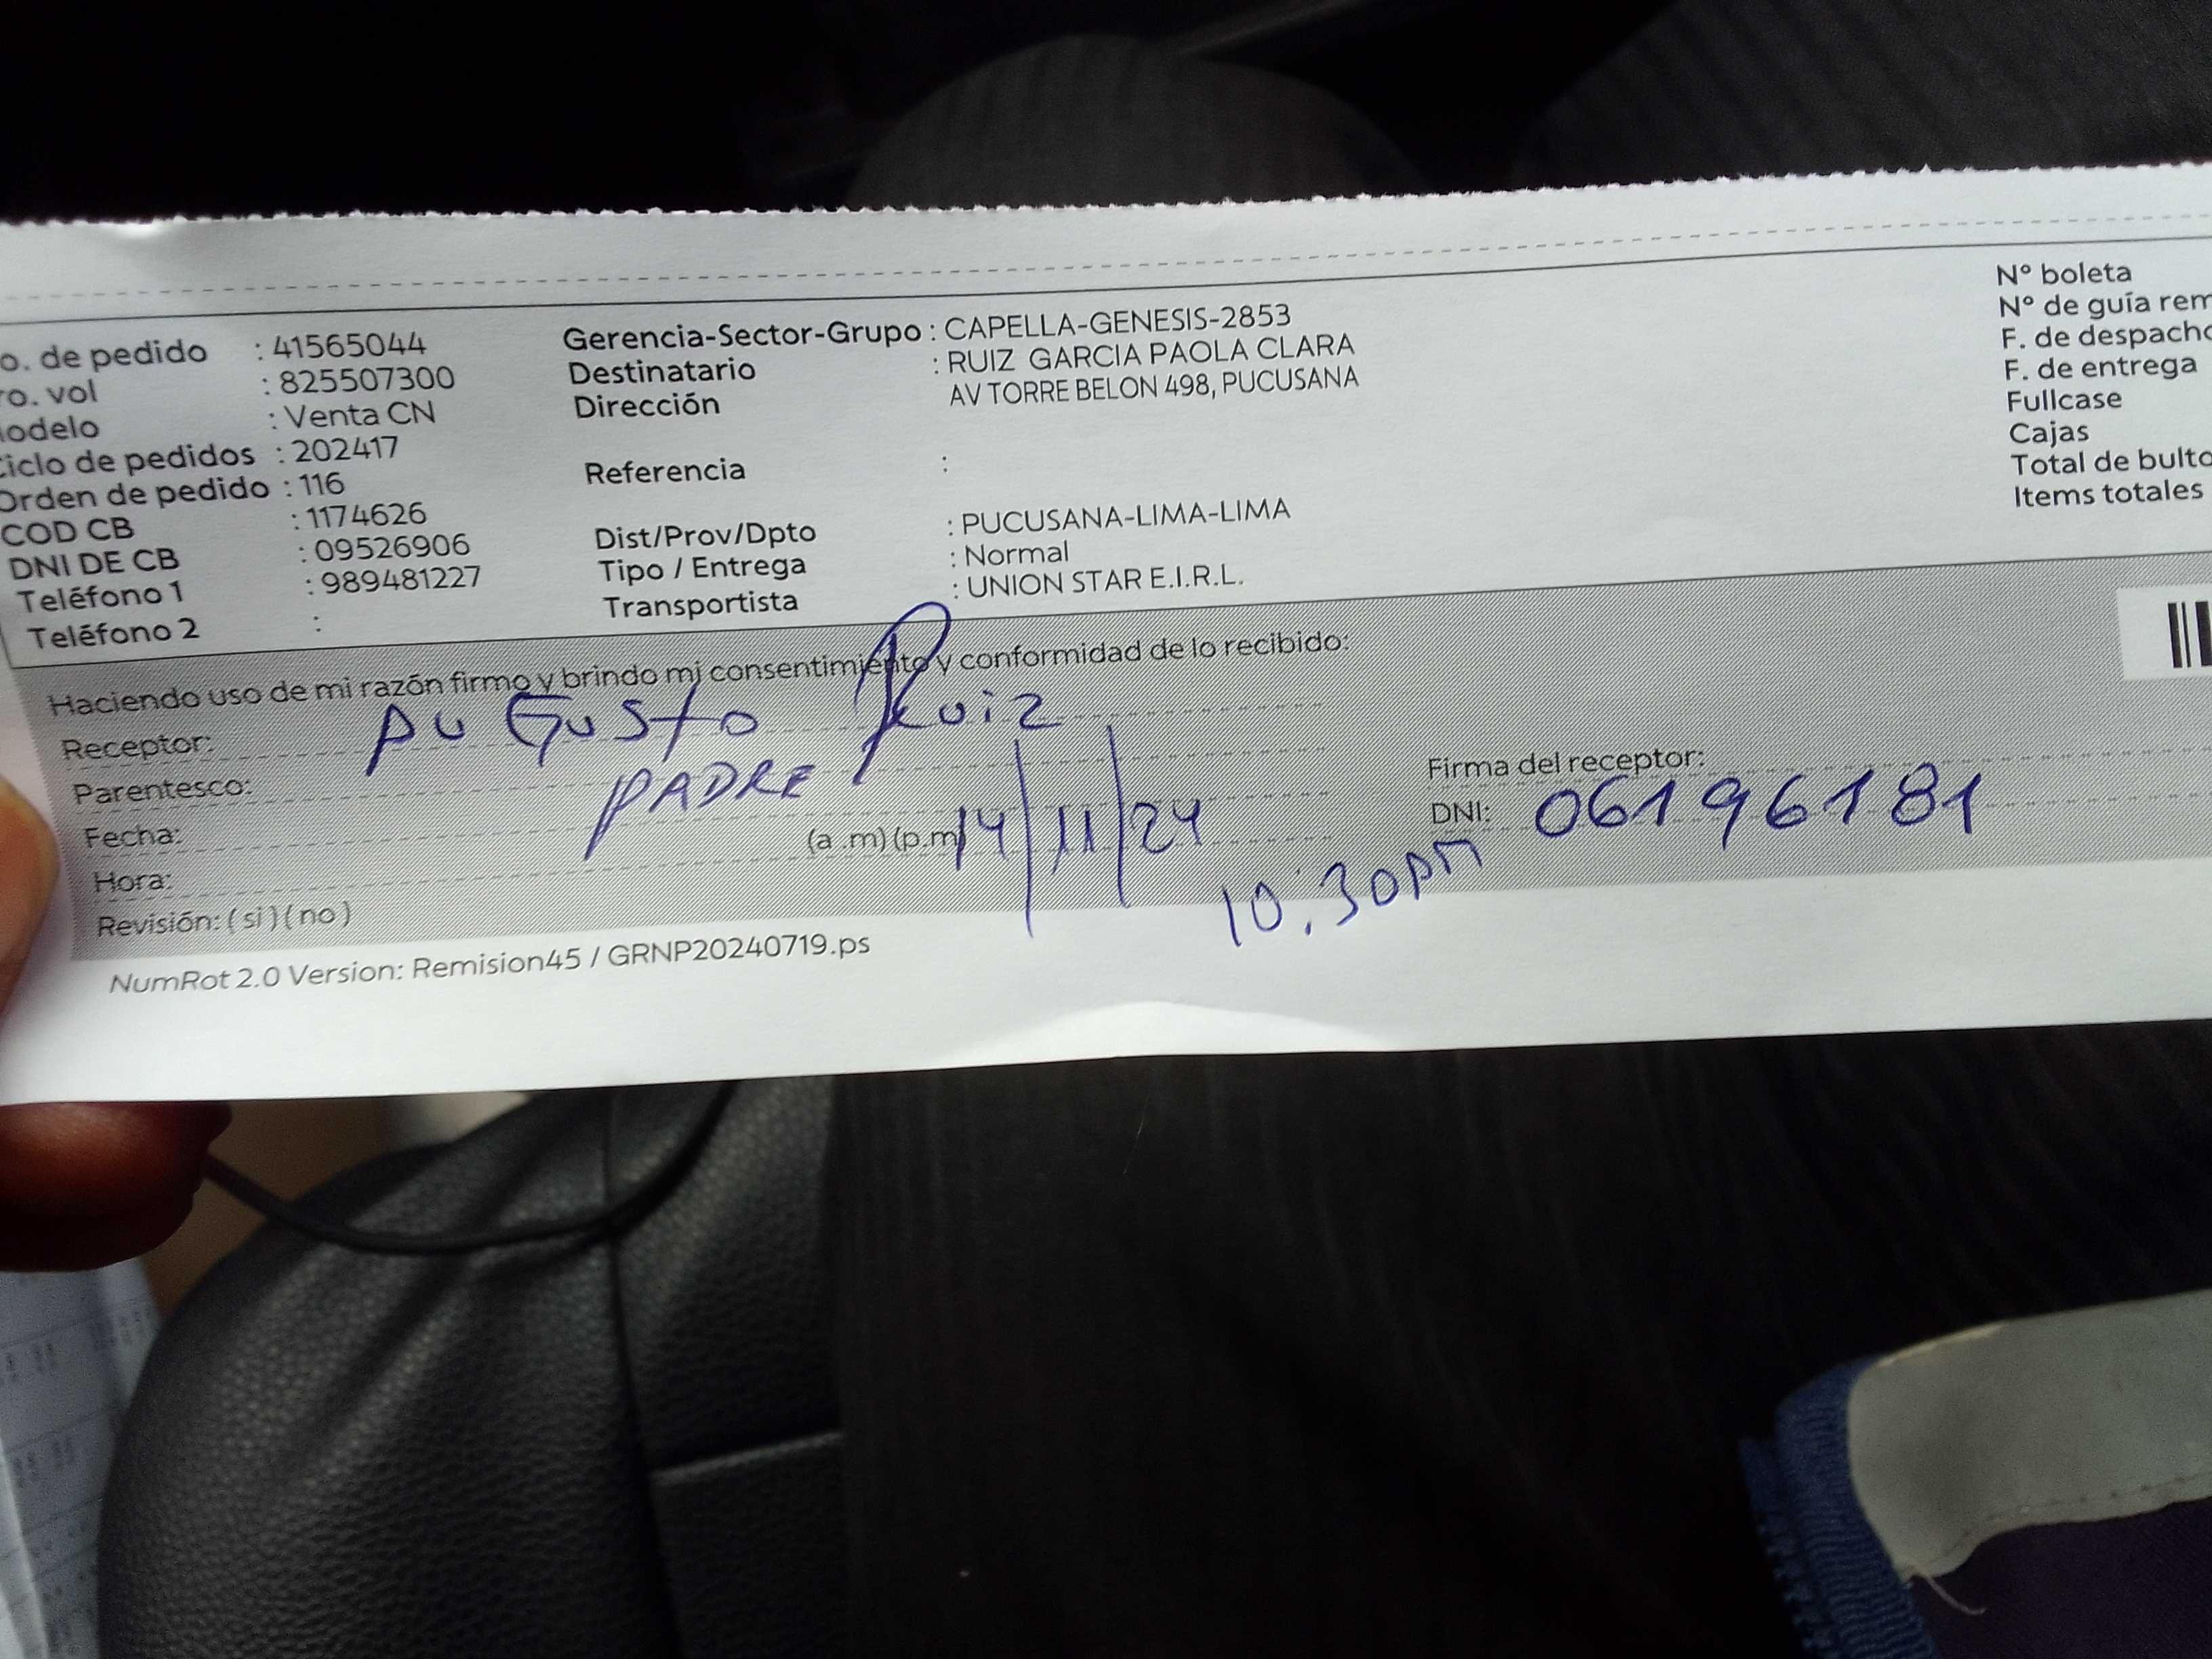 o. de pedido : 41565044
ro. vol : 825507300
odelo : Venta CN
Ciclo de pedidos : 202417
Orden de pedido : 116
COD CB : 1174626
DNI DE CB : 09526906
Teléfono 1 : 989481227
Teléfono 2 :
Gerencia-Sector-Grupo : CAPELLA-GENESIS-2853
Destinatario : RUIZ GARCIA PAOLA CLARA
Dirección AV TORRE BELON 498, PUCUSANA
Referencia :
Dist/Prov/Dpto : PUCUSANA-LIMA-LIMA
Tipo / Entrega : Normal
Transportista : UNION STAR E.I.R.L.
N° boleta
N° de guía rem
F. de despacho
F. de entrega
Fullcase
Cajas
Total de bulto
Items totales
Haciendo uso de mi razón firmo y brindo mi consentimiento y conformidad de lo recibido:
Receptor: AuGusto Ruiz
Parentesco: PADRE
Firma del receptor:
Fecha: 14/11/24
DNI: 06196181
Hora: (a .m) (p.m) 10.30pm
Revisión: ( si ) ( no )
NumRot 2.0 Version: Remision45 / GRNP20240719.ps